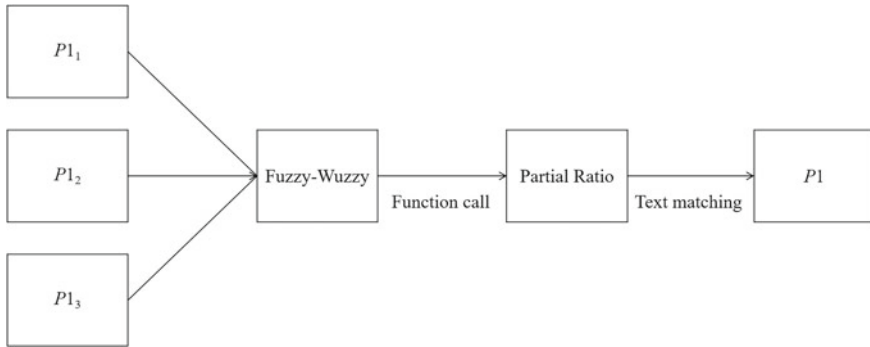 P1₁
P1₂
P1₃
Fuzzy-Wuzzy
Function call
Partial Ratio
Text matching
P1